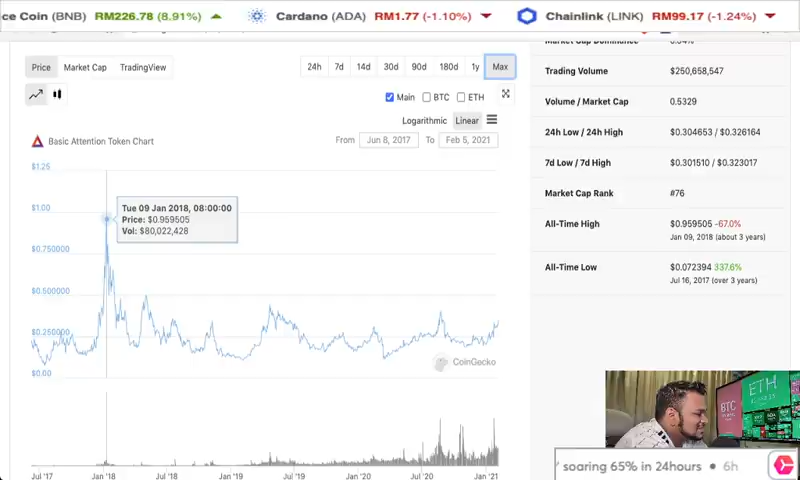 ce Coin (BNB) RM226.78 (8.91%) Cardano (ADA) RM1.77 (-1.10%) Chainlink (LINK) RM99.17 (-1.24%)
Price Market Cap TradingView
24h 7d 14d 30d 90d 180d 1y Max
Main BTC ETH
Logarithmic Linear
Basic Attention Token Chart
From Jun 8, 2017 To Feb 5, 2021
$1.25
$1.00
$0.750000
$0.500000
$0.250000
$0.00
Tue 09 Jan 2018, 08:00:00
Price: $0.959505
Vol: $80,022,428
CoinGecko
Jul '17 Jan '18 Jul '18 Jan '19 Jul '19 Jan '20 Jul '20 Jan '21
Market Cap Dominance
Trading Volume $250,658,547
Volume / Market Cap 0.5329
24h Low / 24h High $0.304653 / $0.326164
7d Low / 7d High $0.301510 / $0.323017
Market Cap Rank #76
All-Time High $0.959505 -67.0%
Jan 09, 2018 (about 3 years)
All-Time Low $0.072394 337.6%
Jul 16, 2017 (over 3 years)
BTC
ETH
soaring 65% in 24hours • 6h